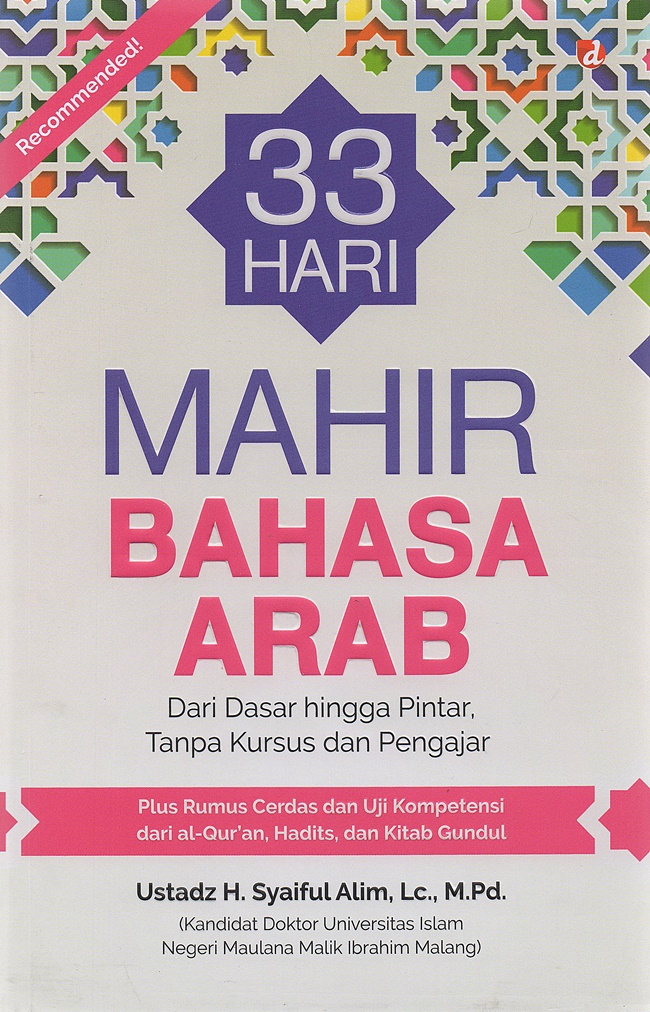 Recommended!
d
33
HARI
MAHIR
BAHASA
ARAB
Dari Dasar hingga Pintar,
Tanpa Kursus dan Pengajar
Plus Rumus Cerdas dan Uji Kompetensi
dari al-Qur'an, Hadits, dan Kitab Gundul
Ustadz H. Syaiful Alim, Lc., M.Pd.
(Kandidat Doktor Universitas Islam
Negeri Maulana Malik Ibrahim Malang)